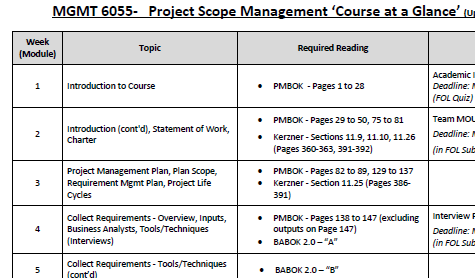 MGMT 6055- Project Scope Management ‘Course at a Glance’
Week
(Module)
Topic
Required Reading
1
Introduction to Course
• PMBOK - Pages 1 to 28
Academic
Deadline:
(FOL Quiz)
2
Introduction (cont'd), Statement of Work,
Charter
• PMBOK - Pages 29 to 50, 75 to 81
• Kerzner - Sections 11.9, 11.10, 11.26
(Pages 360-363, 391-392)
Team MOU
Deadline:
(in FOL Sub
3
Project Management Plan, Plan Scope,
Requirement Mgmt Plan, Project Life
Cycles
• PMBOK - Pages 82 to 89, 129 to 137
• Kerzner - Section 11.25 (Pages 386-
391)
4
Collect Requirements - Overview, Inputs,
Business Analysts, Tools/Techniques
(Interviews)
• PMBOK - Pages 138 to 147 (excluding
outputs on Page 147)
• BABOK 2.0 – “A”
Interview
Deadline:
(in FOL Sub
5
Collect Requirements - Tools/Techniques
(cont'd)
• BABOK 2.0 – “B”